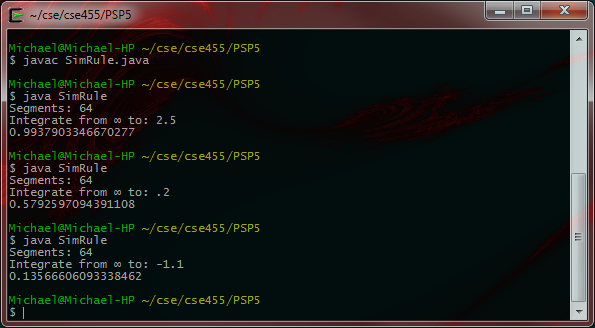 ~/cse/cse455/PSP5
Michael@Michael-HP ~/cse/cse455/PSP5
$ javac SimRule.java
Michael@Michael-HP ~/cse/cse455/PSP5
$ java SimRule
Segments: 64
Integrate from ∞ to: 2.5
0.9937903346670277
Michael@Michael-HP ~/cse/cse455/PSP5
$ java SimRule
Segments: 64
Integrate from ∞ to: .2
0.5792597094391108
Michael@Michael-HP ~/cse/cse455/PSP5
$ java SimRule
Segments: 64
Integrate from ∞ to: -1.1
0.13566606093338462
Michael@Michael-HP ~/cse/cse455/PSP5
$